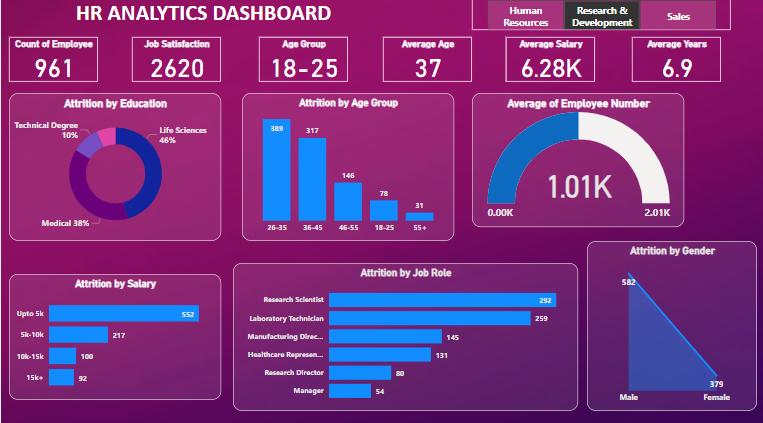 HR ANALYTICS DASHBOARD
Human
Resources
Research &
Development
Sales
Count of Employee
961
Job Satisfaction
2620
Age Group
18-25
Average Age
37
Average Salary
6.28K
Average Years
6.9
Attrition by Education
Technical Degree
10%
Life Sciences
46%
Medical 38%
Attrition by Age Group
389
317
146
78
31
26-35
36-45
46-55
18-25
55+
Average of Employee Number
1.01K
0.00K
2.01K
Attrition by Salary
Upto 5k
552
5k-10k
217
10k-15k
100
15k+
92
Attrition by Job Role
Research Scientist
292
Laboratory Technician
259
Manufacturing Direc...
145
Healthcare Represen...
131
Research Director
80
Manager
54
Attrition by Gender
582
379
Male
Female